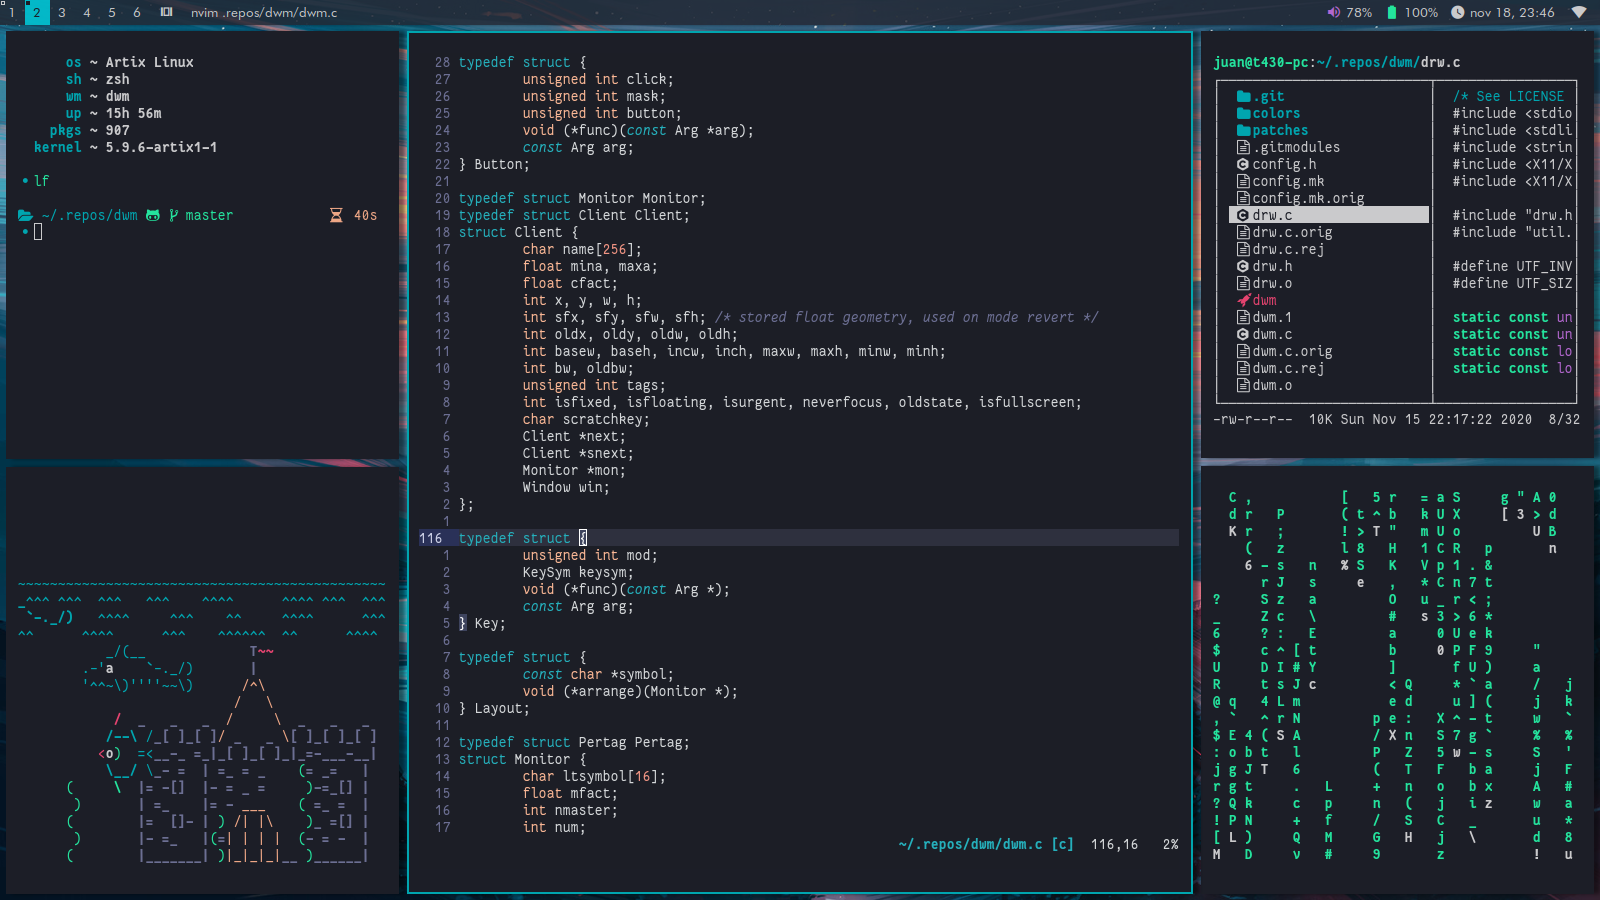 1 2 3 4 5 6 nvim .repos/dwm/dwm.c 78% 100% nov 18, 23:46
os ~ Artix Linux
sh ~ zsh
wm ~ dwm
up ~ 15h 56m
pkgs ~ 907
kernel ~ 5.9.6-artix1-1
• lf
~/.repos/dwm master 40s
•
28 typedef struct {
27 unsigned int click;
26 unsigned int mask;
25 unsigned int button;
24 void (*func)(const Arg *arg);
23 const Arg arg;
22 } Button;
21
20 typedef struct Monitor Monitor;
19 typedef struct Client Client;
18 struct Client {
17 char name[256];
16 float mina, maxa;
15 float cfact;
14 int x, y, w, h;
13 int sfx, sfy, sfw, sfh; /* stored float geometry, used on mode revert */
12 int oldx, oldy, oldw, oldh;
11 int basew, baseh, incw, inch, maxw, maxh, minw, minh;
10 int bw, oldbw;
9 unsigned int tags;
8 int isfixed, isfloating, isurgent, neverfocus, oldstate, isfullscreen;
7 char scratchkey;
6 Client *next;
5 Client *snext;
4 Monitor *mon;
3 Window win;
2 };
1
116 typedef struct {
1 unsigned int mod;
2 KeySym keysym;
3 void (*func)(const Arg *);
4 const Arg arg;
5 } Key;
6
7 typedef struct {
8 const char *symbol;
9 void (*arrange)(Monitor *);
10 } Layout;
11
12 typedef struct Pertag Pertag;
13 struct Monitor {
14 char ltsymbol[16];
15 float mfact;
16 int nmaster;
17 int num;
~/.repos/dwm/dwm.c [c] 116,16 2%
juan@t430-pc:~/.repos/dwm/drw.c
.git /* See LICENSE
colors #include <stdio
patches #include <stdli
.gitmodules #include <strin
config.h #include <X11/X
config.mk #include <X11/X
config.mk.orig
drw.c #include "drw.h
drw.c.orig #include "util.
drw.c.rej
drw.h #define UTF_INV
drw.o #define UTF_SIZ
dwm
dwm.1 static const un
dwm.c static const un
dwm.c.orig static const lo
dwm.c.rej static const lo
dwm.o
-rw-r--r-- 10K Sun Nov 15 22:17:22 2020 8/32